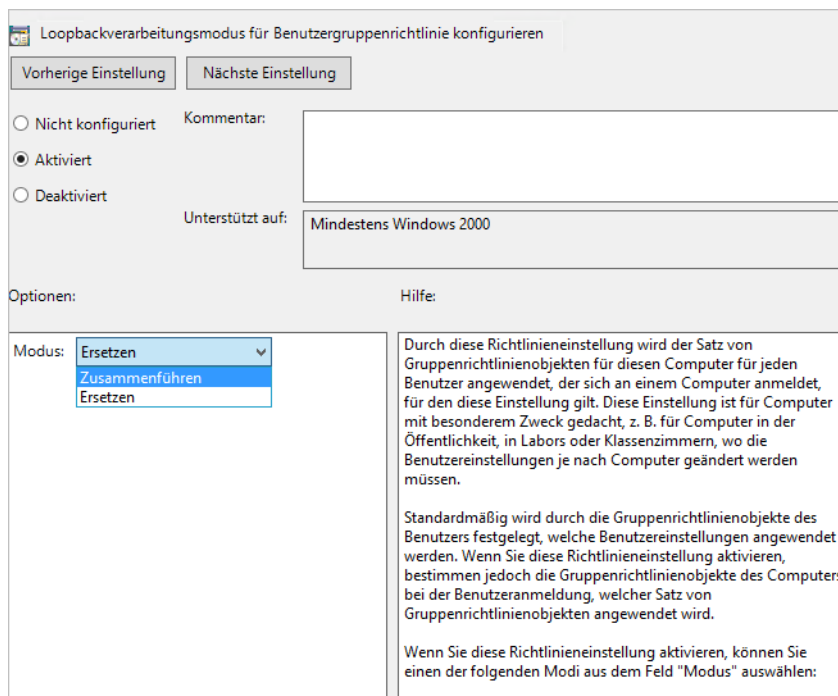 Loopbackverarbeitungsmodus für Benutzergruppenrichtlinie konfigurieren
Vorherige Einstellung
Nächste Einstellung
Nicht konfiguriert
Kommentar:
Aktiviert
Deaktiviert
Unterstützt auf:
Mindestens Windows 2000
Optionen:
Hilfe:
Modus:
Ersetzen
Zusammenführen
Ersetzen
Durch diese Richtlinieneinstellung wird der Satz von
Gruppenrichtlinienobjekten für diesen Computer für jeden
Benutzer angewendet, der sich an einem Computer anmeldet,
für den diese Einstellung gilt. Diese Einstellung ist für Computer
mit besonderem Zweck gedacht, z. B. für Computer in der
Öffentlichkeit, in Labors oder Klassenzimmern, wo die
Benutzereinstellungen je nach Computer geändert werden
müssen.
Standardmäßig wird durch die Gruppenrichtlinienobjekte des
Benutzers festgelegt, welche Benutzereinstellungen angewendet
werden. Wenn Sie diese Richtlinieneinstellung aktivieren,
bestimmen jedoch die Gruppenrichtlinienobjekte des Computers
bei der Benutzeranmeldung, welcher Satz von
Gruppenrichtlinienobjekten angewendet wird.
Wenn Sie diese Richtlinieneinstellung aktivieren, können Sie
einen der folgenden Modi aus dem Feld "Modus" auswählen: